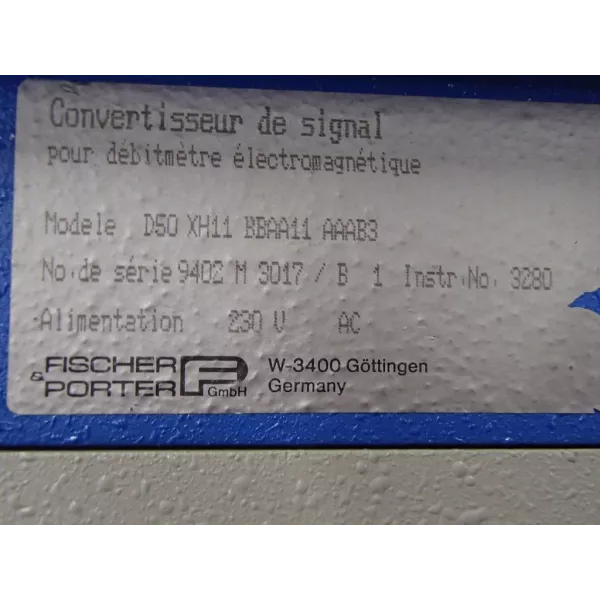 Convertisseur de signal
pour débitmètre électromagnétique
Modele D50 XH11 BBAA11 AAAB3
No.de série 9402 M 3017 / B 1 Instr.No. 3280
Alimentation 230 V AC
FISCHER
& PORTER GmbH
FP
W-3400 Göttingen
Germany